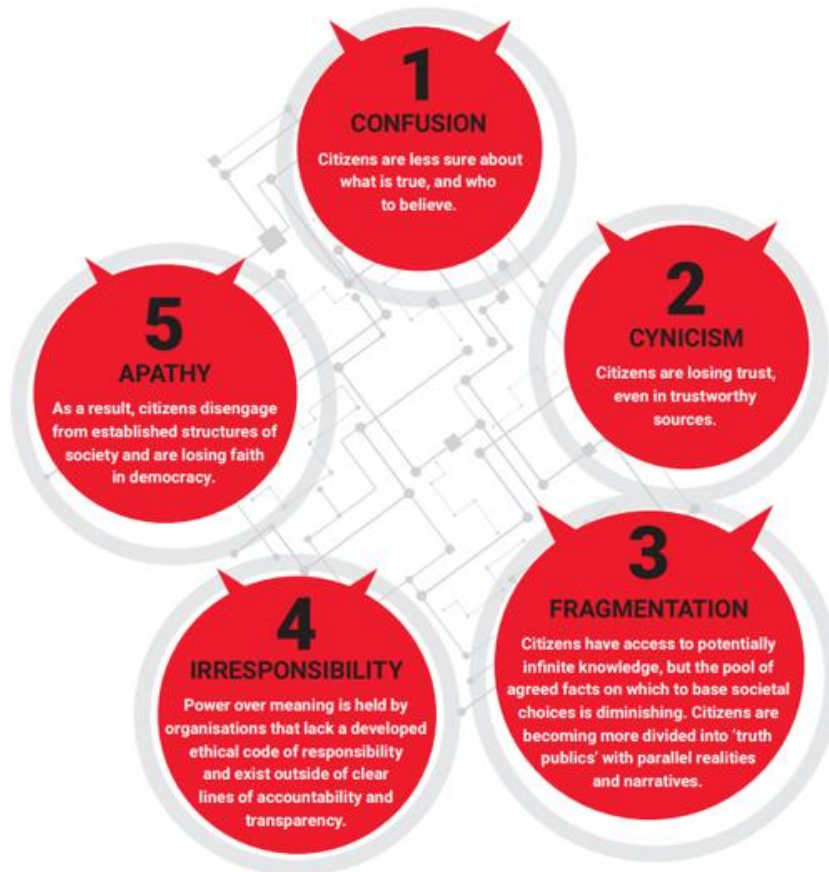 1
CONFUSION
Citizens are less sure about
what is true, and who
to believe.
2
CYNICISM
Citizens are losing trust,
even in trustworthy
sources.
3
FRAGMENTATION
Citizens have access to potentially
infinite knowledge, but the pool of
agreed facts on which to base societal
choices is diminishing. Citizens are
becoming more divided into ‘truth
publics’ with parallel realities
and narratives.
4
IRRESPONSIBILITY
Power over meaning is held by
organisations that lack a developed
ethical code of responsibility
and exist outside of clear
lines of accountability and
transparency.
5
APATHY
As a result, citizens disengage
from established structures of
society and are losing faith
in democracy.